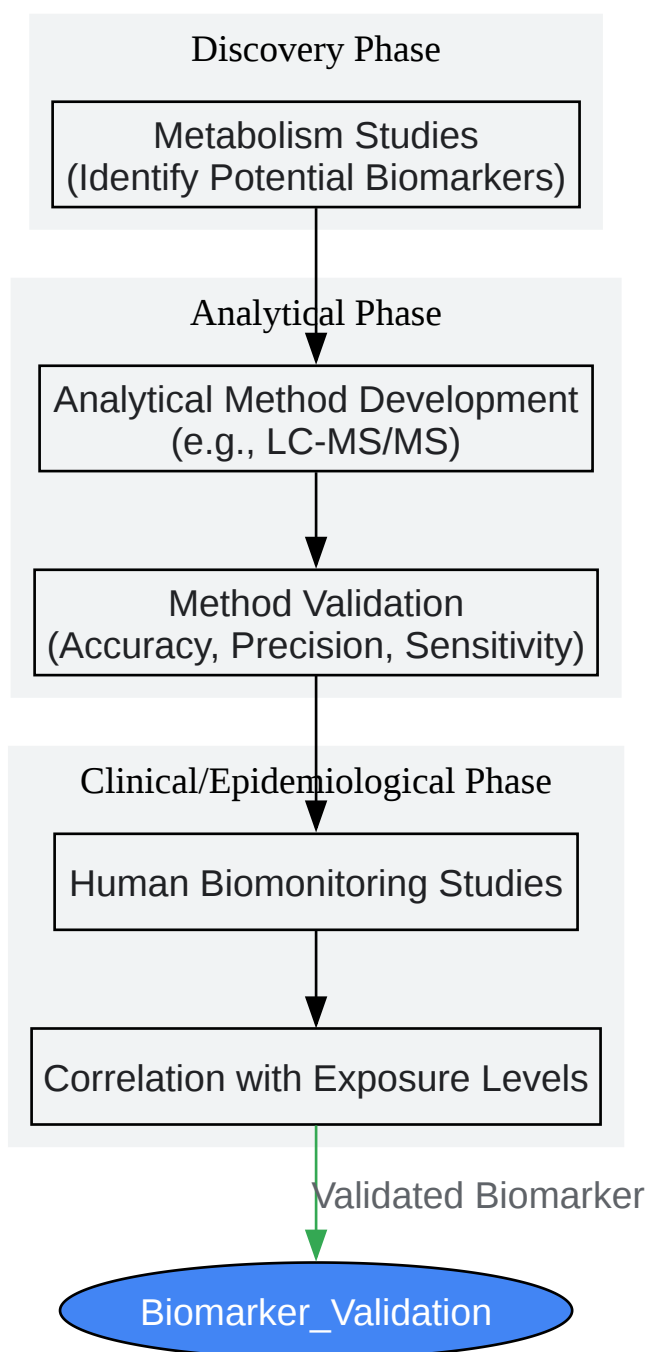 Discovery Phase
Metabolism Studies
(Identify Potential Biomarkers)
Analytical Phase
Analytical Method Development
(e.g., LC-MS/MS)
Method Validation
(Accuracy, Precision, Sensitivity)
Clinical/Epidemiological Phase
Human Biomonitoring Studies
Correlation with Exposure Levels
Validated Biomarker
Biomarker_Validation